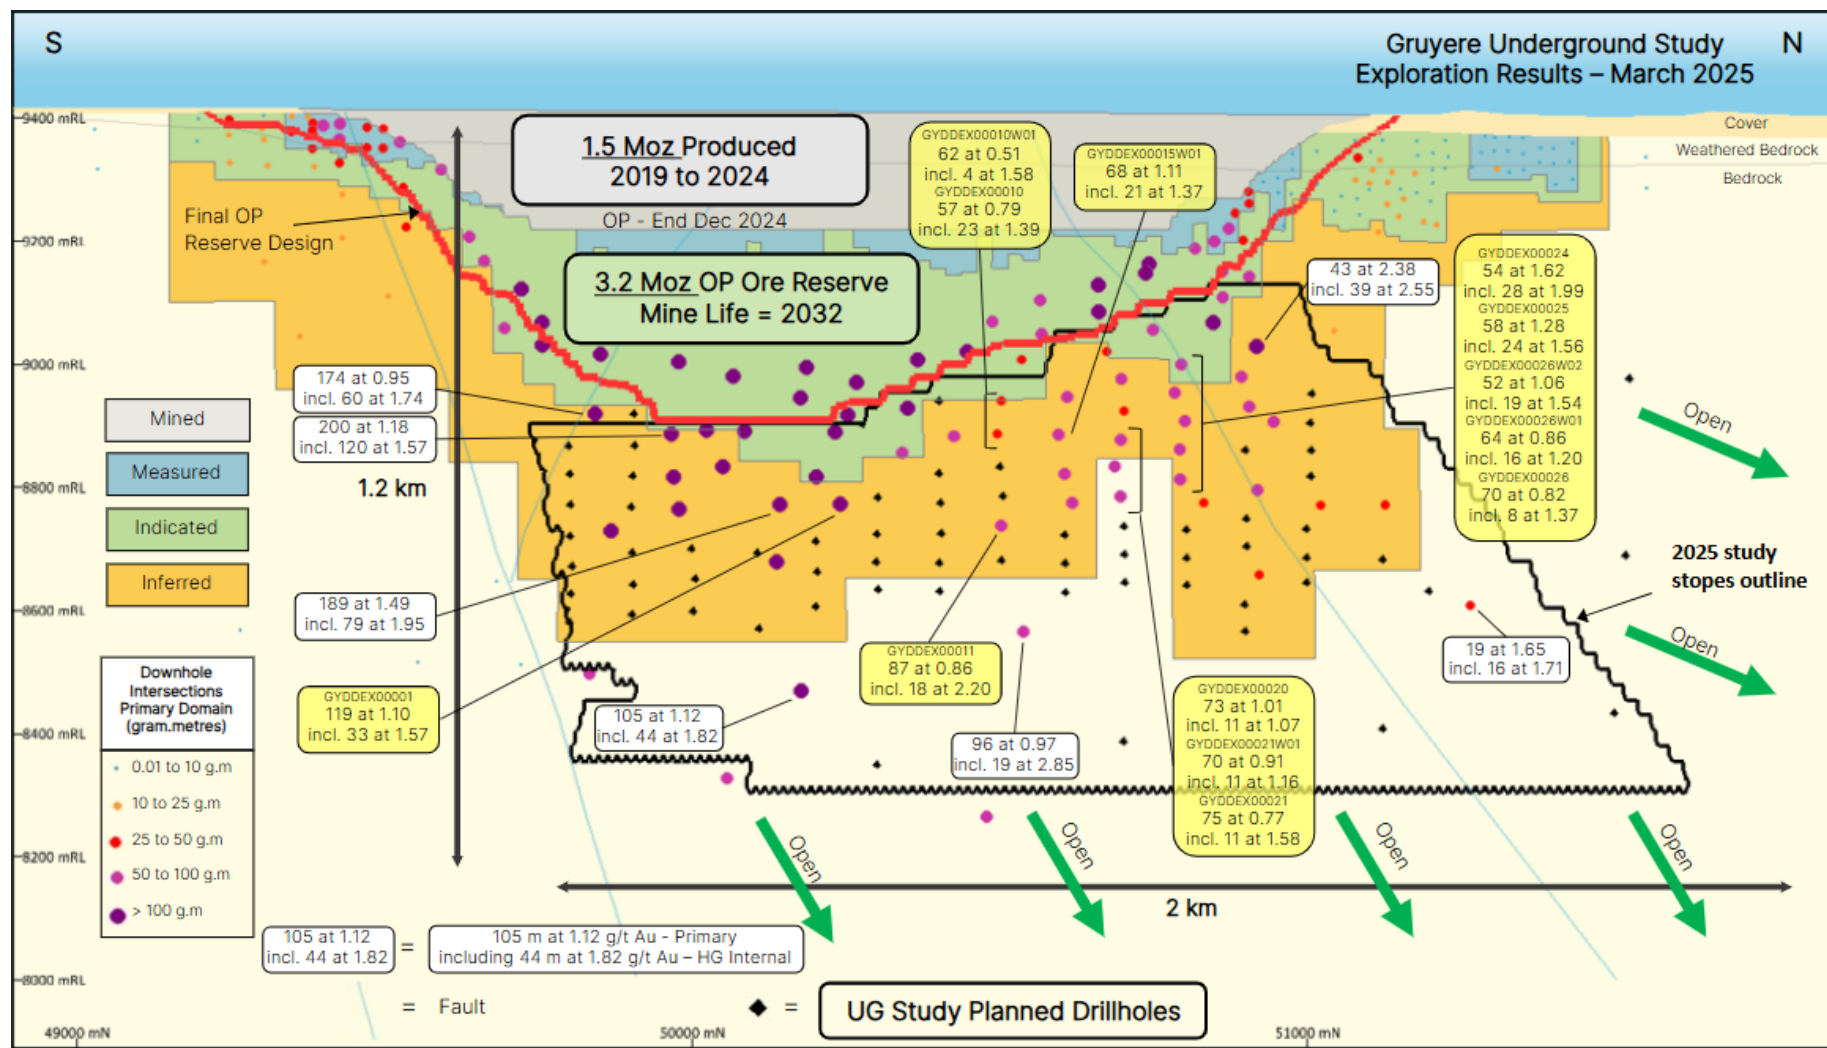 S
Gruyere Underground Study
Exploration Results – March 2025
N
9400 mRL
9200 mRL
9000 mRL
8800 mRL
8600 mRL
8400 mRL
8200 mRL
8000 mRL
49000 mN
50000 mN
51000 mN
Cover
Weathered Bedrock
Bedrock
1.5 Moz Produced
2019 to 2024
OP - End Dec 2024
3.2 Moz OP Ore Reserve
Mine Life = 2032
Final OP
Reserve Design
GYDDEX00010W01
62 at 0.51
incl. 4 at 1.58
GYDDEX00010
57 at 0.79
incl. 23 at 1.39
GYDDEX00015W01
68 at 1.11
incl. 21 at 1.37
43 at 2.38
incl. 39 at 2.55
GYDDEX00024
54 at 1.62
incl. 28 at 1.99
GYDDEX00025
58 at 1.28
incl. 24 at 1.56
GYDDEX00026W02
52 at 1.06
incl. 19 at 1.54
GYDDEX00026W01
64 at 0.86
incl. 16 at 1.20
GYDDEX00026
70 at 0.82
incl. 8 at 1.37
174 at 0.95
incl. 60 at 1.74
200 at 1.18
incl. 120 at 1.57
1.2 km
Mined
Measured
Indicated
Inferred
189 at 1.49
incl. 79 at 1.95
GYDDEX00001
119 at 1.10
incl. 33 at 1.57
105 at 1.12
incl. 44 at 1.82
GYDDEX00011
87 at 0.86
incl. 18 at 2.20
96 at 0.97
incl. 19 at 2.85
GYDDEX00020
73 at 1.01
incl. 11 at 1.07
GYDDEX00021W01
70 at 0.91
incl. 11 at 1.16
GYDDEX00021
75 at 0.77
incl. 11 at 1.58
19 at 1.65
incl. 16 at 1.71
2025 study
stopes outline
Open
Open
Open
Open
Open
Open
2 km
Downhole
Intersections
Primary Domain
(gram.metres)
0.01 to 10 g.m
10 to 25 g.m
25 to 50 g.m
50 to 100 g.m
> 100 g.m
105 at 1.12
incl. 44 at 1.82
=
105 m at 1.12 g/t Au - Primary
including 44 m at 1.82 g/t Au – HG Internal
= Fault
= UG Study Planned Drillholes